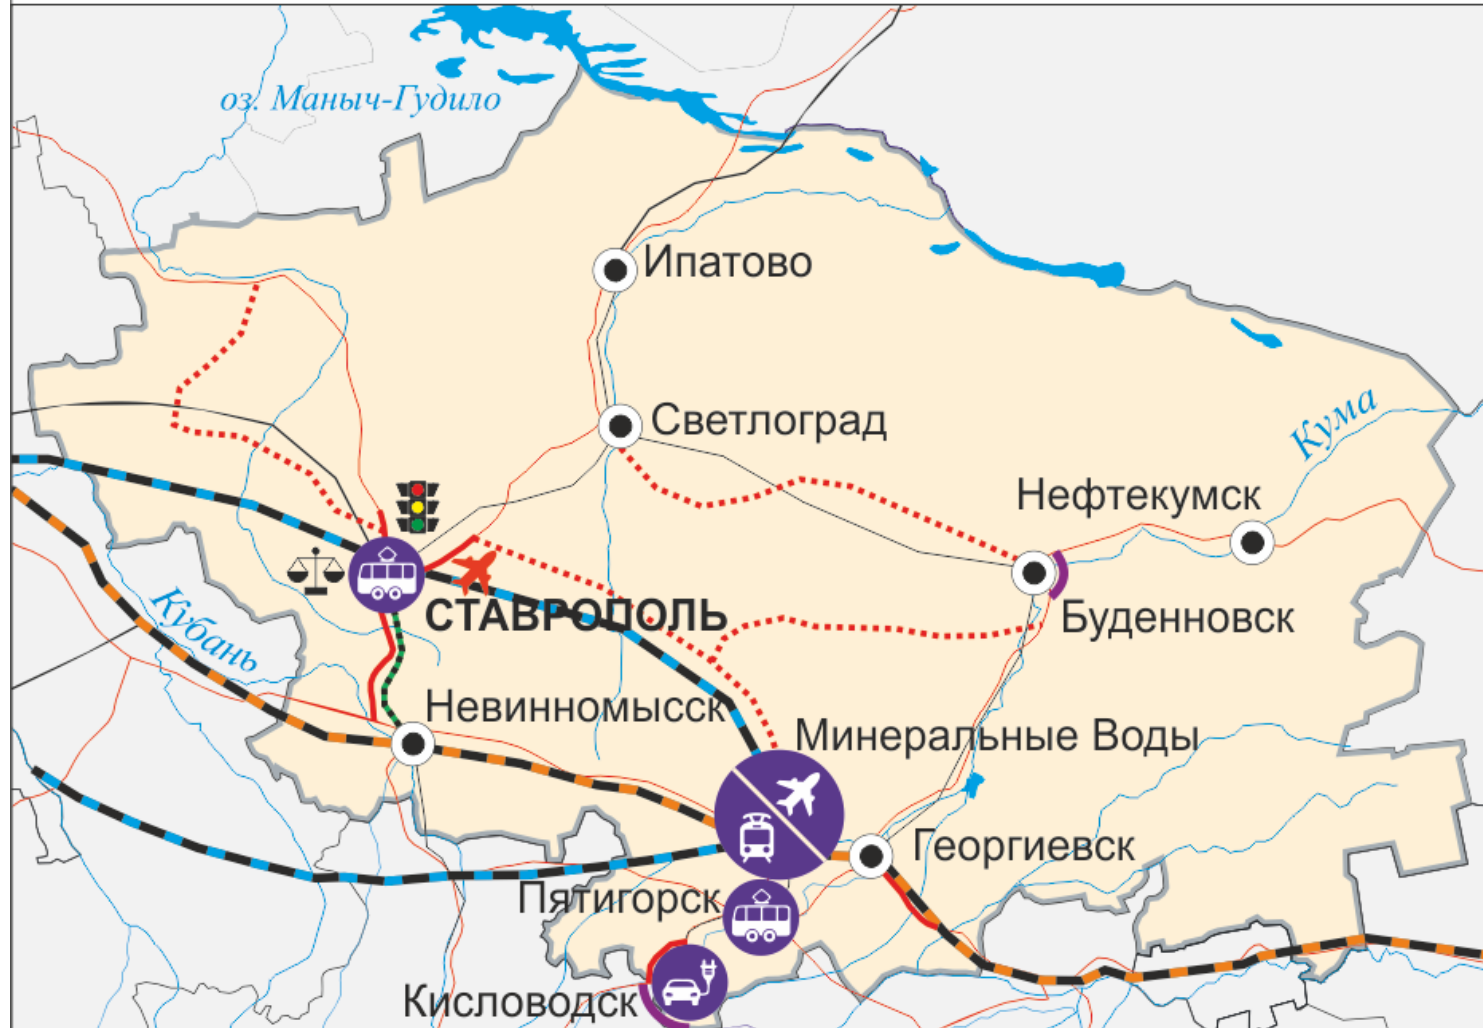 оз. Маныч-Гудило
Ипатово
Светлоград
Кума
Нефтекумск
Кубань
СТАВРОПОЛЬ
Буденновск
Невинномысск
Минеральные Воды
Георгиевск
Пятигорск
Кисловодск